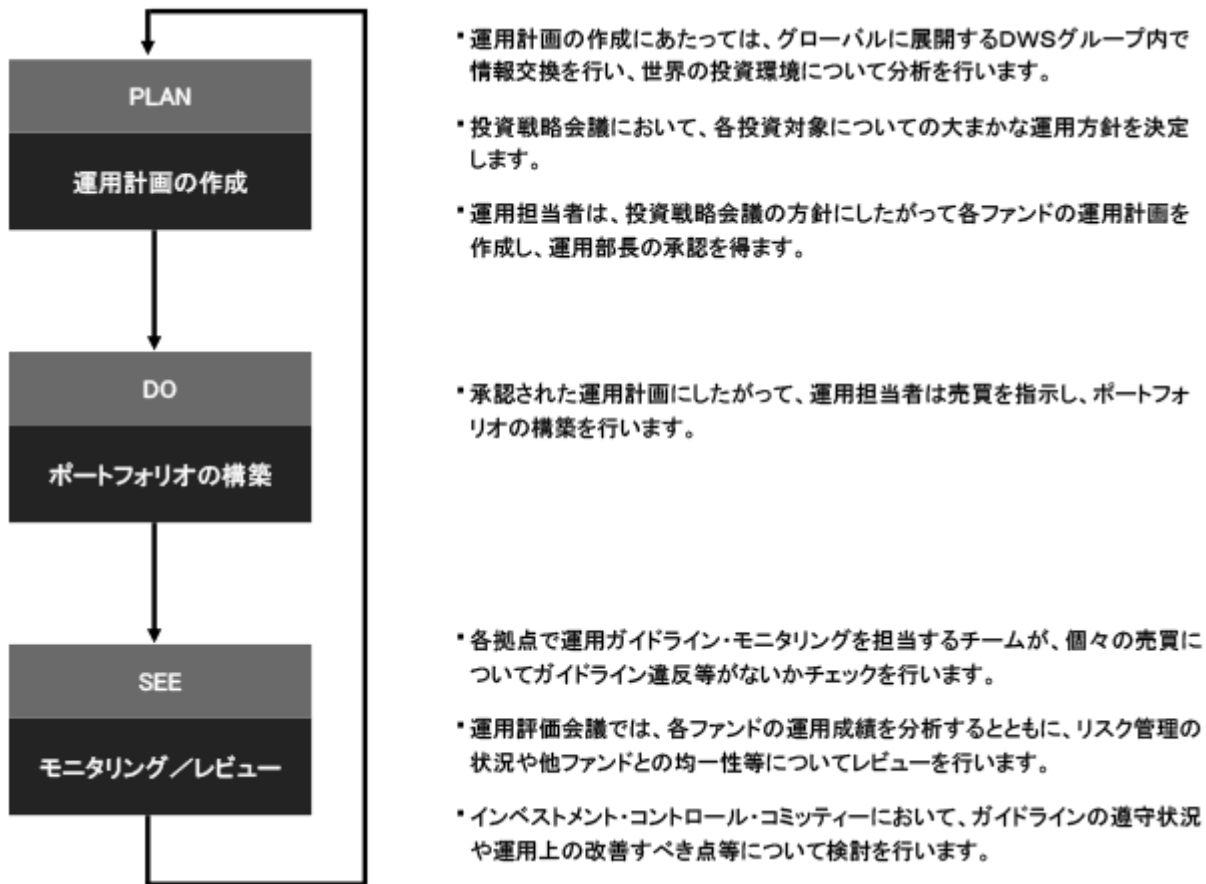 PLAN
運用計画の作成
▪運用計画の作成にあたっては、グローバルに展開するDWSグループ内で
情報交換を行い、世界の投資環境について分析を行います。
▪投資戦略会議において、各投資対象についての大まかな運用方針を決定
します。
▪運用担当者は、投資戦略会議の方針にしたがって各ファンドの運用計画を
作成し、運用部長の承認を得ます。
DO
ポートフォリオの構築
▪承認された運用計画にしたがって、運用担当者は売買を指示し、ポートフォ
リオの構築を行います。
SEE
モニタリング／レビュー
▪各拠点で運用ガイドライン・モニタリングを担当するチームが、個々の売買に
ついてガイドライン違反等がないかチェックを行います。
▪運用評価会議では、各ファンドの運用成績を分析するとともに、リスク管理の
状況や他ファンドとの均一性等についてレビューを行います。
▪インベストメント・コントロール・コミッティーにおいて、ガイドラインの遵守状況
や運用上の改善すべき点等について検討を行います。